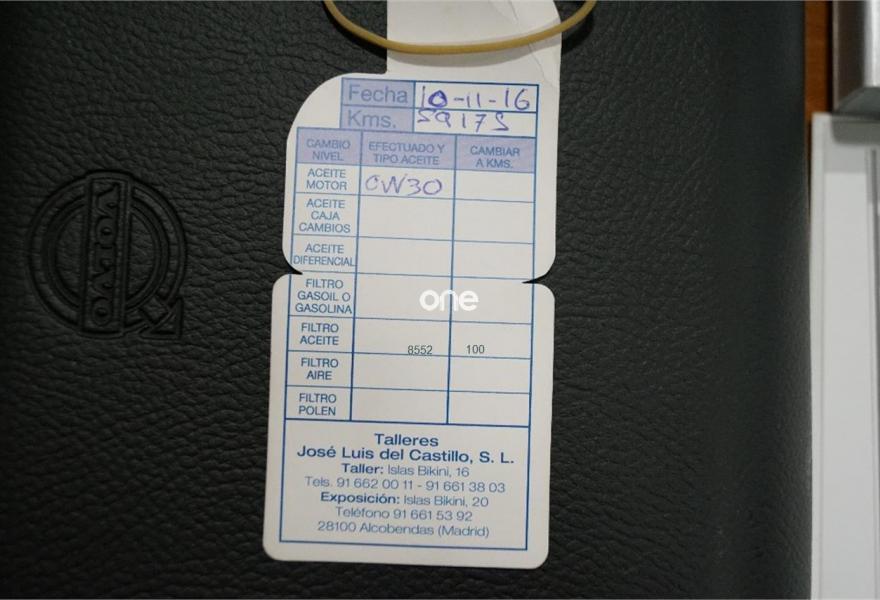 Fecha 10-11-16
Kms. 59175
CAMBIO NIVEL EFECTUADO Y TIPO ACEITE CAMBIAR A KMS.
ACEITE MOTOR 0W30
ACEITE CAJA CAMBIOS
ACEITE DIFERENCIAL
FILTRO GASOIL O GASOLINA
one
FILTRO ACEITE
8552 100
FILTRO AIRE
FILTRO POLEN
Talleres
José Luis del Castillo, S. L.
Taller: Islas Bikini, 16
Tels. 91 662 00 11 - 91 661 38 03
Exposición: Islas Bikini, 20
Teléfono 91 661 53 92
28100 Alcobendas (Madrid)
VOLVO